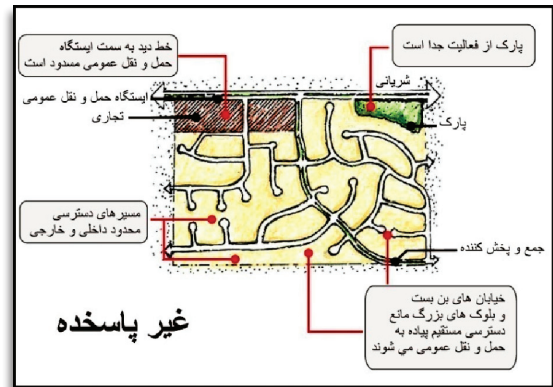 خط دید به سمت ایستگاه
حمل و نقل عمومی مسدود است
پارک از فعالیت جدا است
شریانی
ایستگاه حمل و نقل عمومی
تجاری
پارک
مسیرهای دسترسی
محدود داخلی و خارجی
جمع و پخش کننده
خیابان های بن بست
و بلوک های بزرگ مانع
دسترسی مستقیم پیاده به
حمل و نقل عمومی می شوند
غیر پاسخده